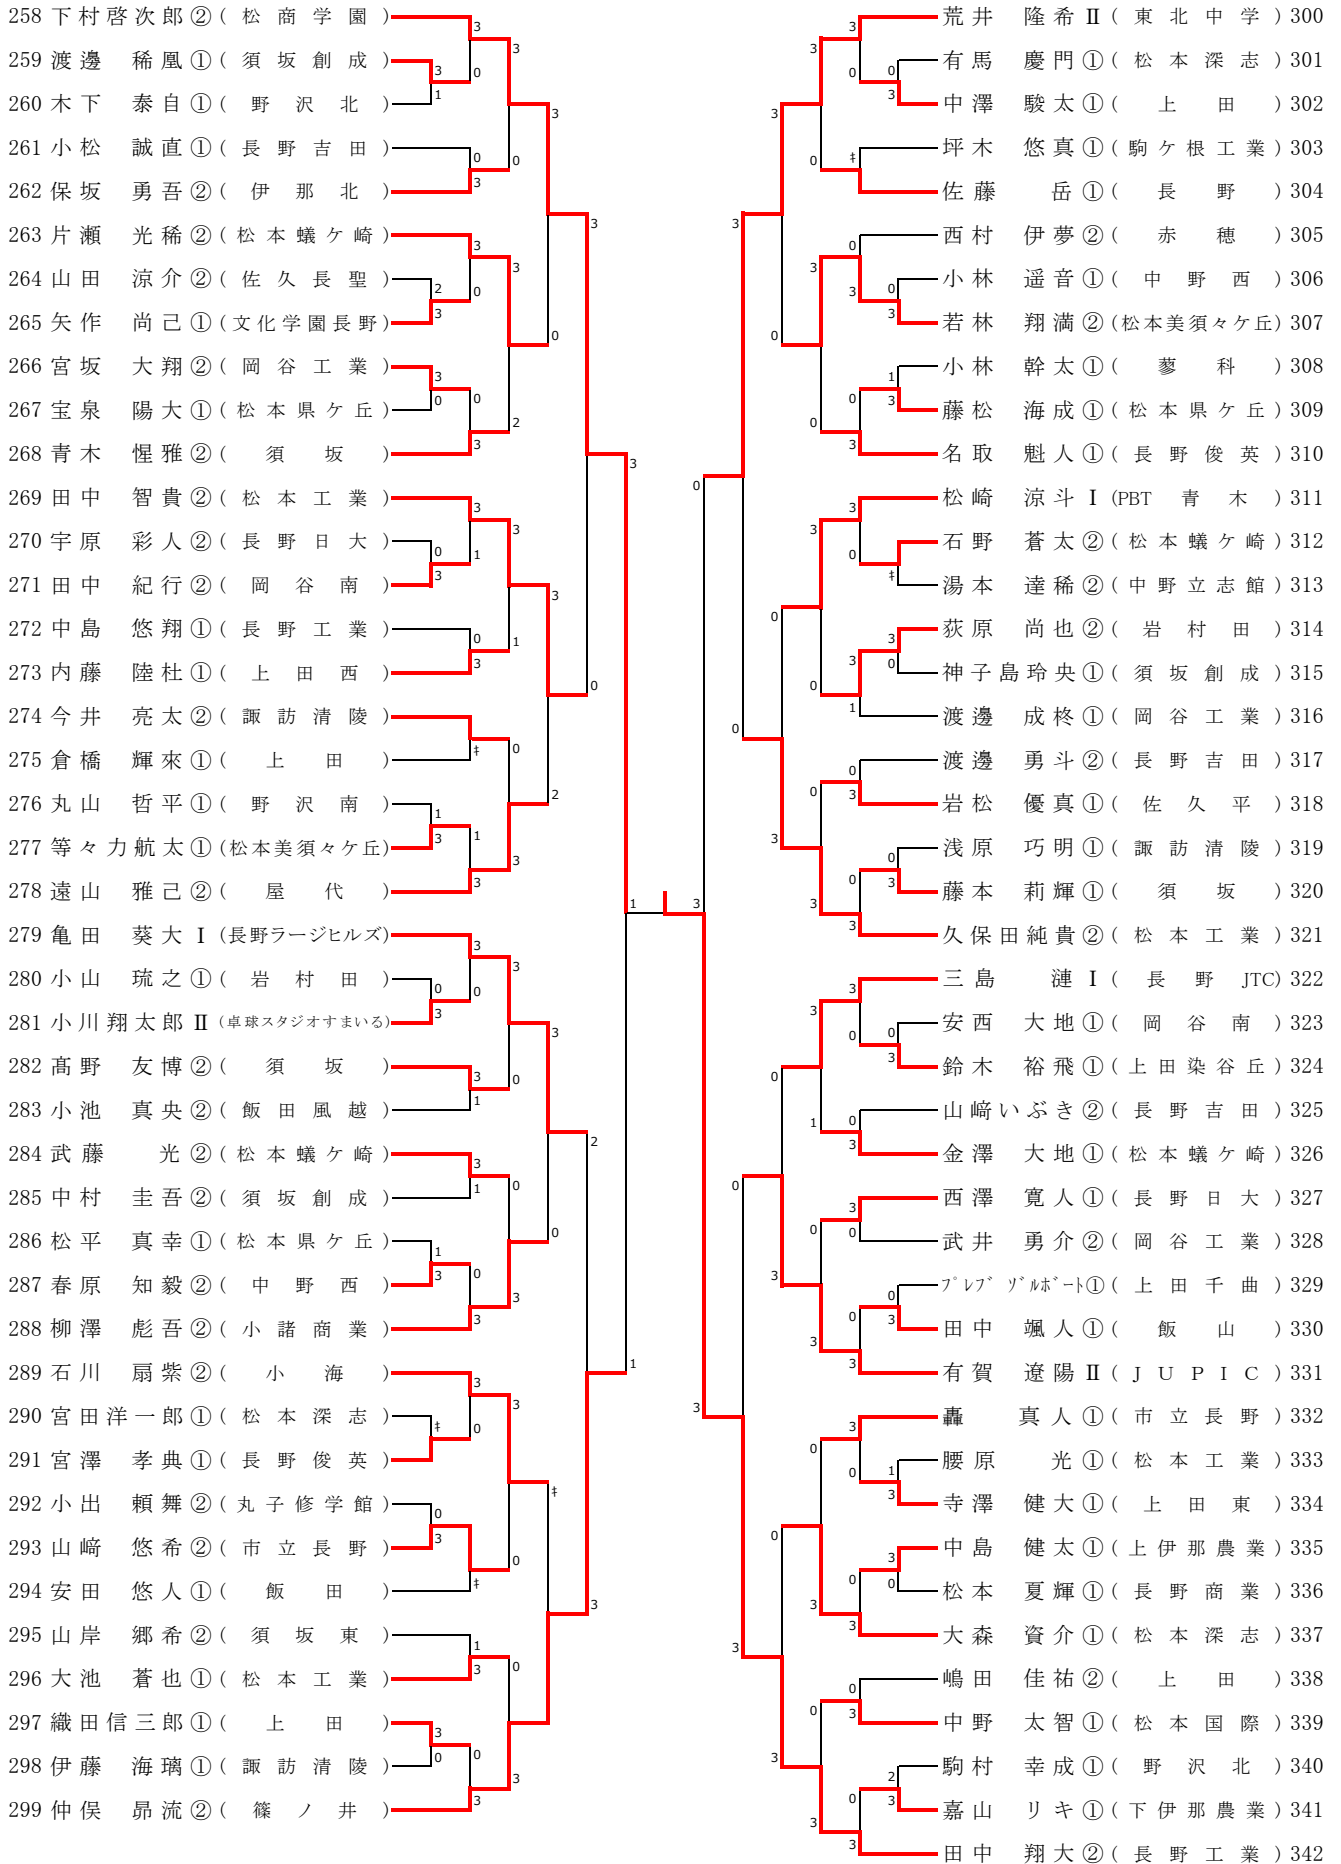 258 下村啓次郎② ( 松商学園 )
259 渡邊 稀凰① ( 須坂創成 )
260 木下 泰自① ( 野沢北 )
261 小松 誠直① ( 長野吉田 )
262 保坂 勇吾② ( 伊那北 )
263 片瀬 光稀② ( 松本蟻ケ崎 )
264 山田 涼介② ( 佐久長聖 )
265 矢作 尚己① (文化学園長野)
266 宮坂 大翔② ( 岡谷工業 )
267 宝泉 陽大① ( 松本県ケ丘 )
268 青木 惺雅② ( 須坂 )
269 田中 智貴② ( 松本工業 )
270 宇原 彩人② ( 長野日大 )
271 田中 紀行② ( 岡谷南 )
272 中島 悠翔① ( 長野工業 )
273 内藤 陸杜① ( 上田西 )
274 今井 亮太② ( 諏訪清陵 )
275 倉橋 輝來① ( 上田 )
276 丸山 哲平① ( 野沢南 )
277 等々力航太① (松本美須々ケ丘)
278 遠山 雅己② ( 屋代 )
279 亀田 葵大Ⅰ (長野ラージヒルズ)
280 小山 琉之① ( 岩村田 )
281 小川翔太郎Ⅱ (卓球スタジオすまいる)
282 髙野 友博② ( 須坂 )
283 小池 真央② ( 飯田風越 )
284 武藤 光② ( 松本蟻ケ崎 )
285 中村 圭吾② ( 須坂創成 )
286 松平 真幸① ( 松本県ケ丘 )
287 春原 知毅② ( 中野西 )
288 柳澤 彪吾② ( 小諸商業 )
289 石川 扇紫② ( 小海 )
290 宮田洋一郎① ( 松本深志 )
291 宮澤 孝典① ( 長野俊英 )
292 小出 頼舞② ( 丸子修学館 )
293 山﨑 悠希② ( 市立長野 )
294 安田 悠人① ( 飯田 )
295 山岸 郷希② ( 須坂東 )
296 大池 蒼也① ( 松本工業 )
297 織田信三郎① ( 上田 )
298 伊藤 海璃① ( 諏訪清陵 )
299 仲俣 昴流② ( 篠ノ井 )
荒井 隆希Ⅱ ( 東北中学 ) 300
有馬 慶門① ( 松本深志 ) 301
中澤 駿太① ( 上田 ) 302
坪木 悠真① ( 駒ケ根工業 ) 303
佐藤 岳① ( 長野 ) 304
西村 伊夢② ( 赤穂 ) 305
小林 遥音① ( 中野西 ) 306
若林 翔満② (松本美須々ケ丘) 307
小林 幹太① ( 蓼科 ) 308
藤松 海成① ( 松本県ケ丘 ) 309
名取 魁人① ( 長野俊英 ) 310
松崎 涼斗Ⅰ (PBT 青木 ) 311
石野 蒼太② ( 松本蟻ケ崎 ) 312
湯本 達稀② ( 中野立志館 ) 313
荻原 尚也② ( 岩村田 ) 314
神子島玲央① ( 須坂創成 ) 315
渡邊 成柊① ( 岡谷工業 ) 316
渡邊 勇斗② ( 長野吉田 ) 317
岩松 優真① ( 佐久平 ) 318
浅原 巧明① ( 諏訪清陵 ) 319
藤本 莉輝① ( 須坂 ) 320
久保田純貴② ( 松本工業 ) 321
三島 漣Ⅰ ( 長野 JTC) 322
安西 大地① ( 岡谷南 ) 323
鈴木 裕飛① ( 上田染谷丘 ) 324
山﨑いぶき② ( 長野吉田 ) 325
金澤 大地① ( 松本蟻ケ崎 ) 326
西澤 寛人① ( 長野日大 ) 327
武井 勇介② ( 岡谷工業 ) 328
ﾌﾟﾚﾌﾞ ｿﾞﾙﾎﾞｰﾄ① ( 上田千曲 ) 329
田中 颯人① ( 飯山 ) 330
有賀 遼陽Ⅱ ( JUPIC ) 331
轟 真人① ( 市立長野 ) 332
腰原 光① ( 松本工業 ) 333
寺澤 健大① ( 上田東 ) 334
中島 健太① ( 上伊那農業 ) 335
松本 夏輝① ( 長野商業 ) 336
大森 資介① ( 松本深志 ) 337
嶋田 佳祐② ( 上田 ) 338
中野 太智① ( 松本国際 ) 339
駒村 幸成① ( 野沢北 ) 340
嘉山 リキ① ( 下伊那農業 ) 341
田中 翔大② ( 長野工業 ) 342